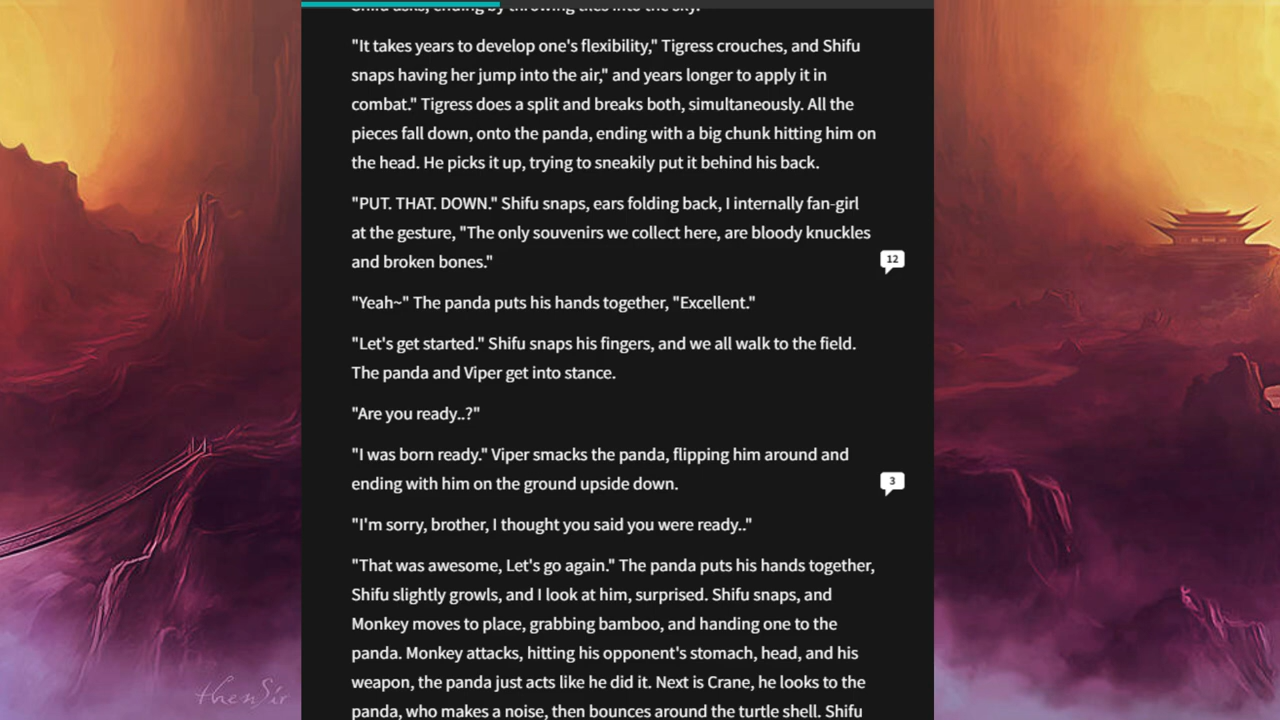 Shifu asks, ending by throwing tiles into the sky.
"It takes years to develop one's flexibility," Tigress crouches, and Shifu
snaps having her jump into the air," and years longer to apply it in
combat." Tigress does a split and breaks both, simultaneously. All the
pieces fall down, onto the panda, ending with a big chunk hitting him on
the head. He picks it up, trying to sneakily put it behind his back.
"PUT. THAT. DOWN." Shifu snaps, ears folding back, I internally fan-girl
at the gesture, "The only souvenirs we collect here, are bloody knuckles
and broken bones."
12
"Yeah~" The panda puts his hands together, "Excellent."
"Let's get started." Shifu snaps his fingers, and we all walk to the field.
The panda and Viper get into stance.
"Are you ready..?"
"I was born ready." Viper smacks the panda, flipping him around and
ending with him on the ground upside down.
3
"I'm sorry, brother, I thought you said you were ready.."
"That was awesome, Let's go again." The panda puts his hands together,
Shifu slightly growls, and I look at him, surprised. Shifu snaps, and
Monkey moves to place, grabbing bamboo, and handing one to the
panda. Monkey attacks, hitting his opponent's stomach, head, and his
weapon, the panda just acts like he did it. Next is Crane, he looks to the
panda, who makes a noise, then bounces around the turtle shell. Shifu